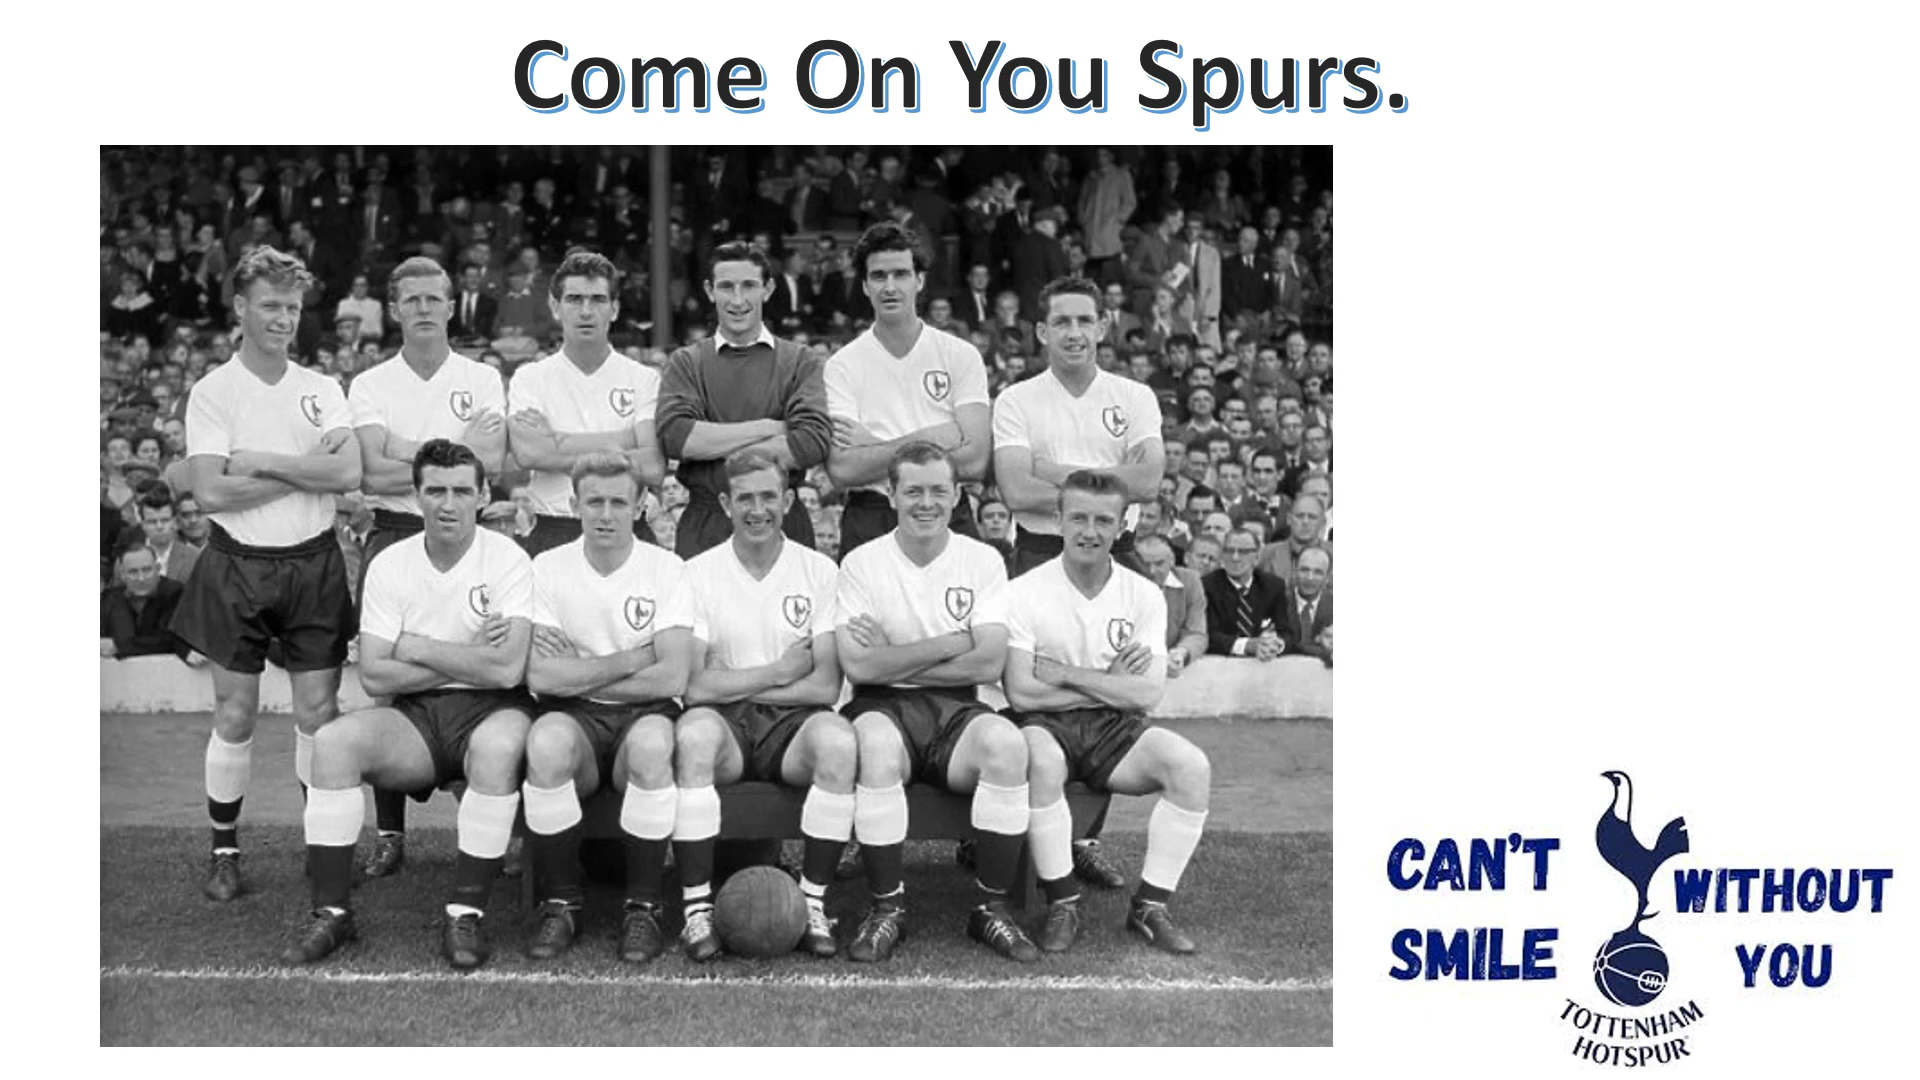 Come On You Spurs.
CAN'T
SMILE
WITHOUT
YOU
TOTTENHAM
HOTSPUR